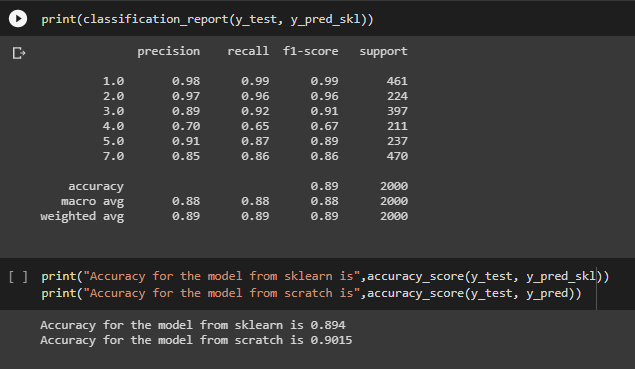 print(classification_report(y_test, y_pred_skl))
precision recall f1-score support
1.0 0.98 0.99 0.99 461
2.0 0.97 0.96 0.96 224
3.0 0.89 0.92 0.91 397
4.0 0.70 0.65 0.67 211
5.0 0.91 0.87 0.89 237
7.0 0.85 0.86 0.86 470
accuracy 0.89 2000
macro avg 0.88 0.88 0.88 2000
weighted avg 0.89 0.89 0.89 2000
[ ] print("Accuracy for the model from sklearn is",accuracy_score(y_test, y_pred_skl))
print("Accuracy for the model from scratch is",accuracy_score(y_test, y_pred))
Accuracy for the model from sklearn is 0.894
Accuracy for the model from scratch is 0.9015